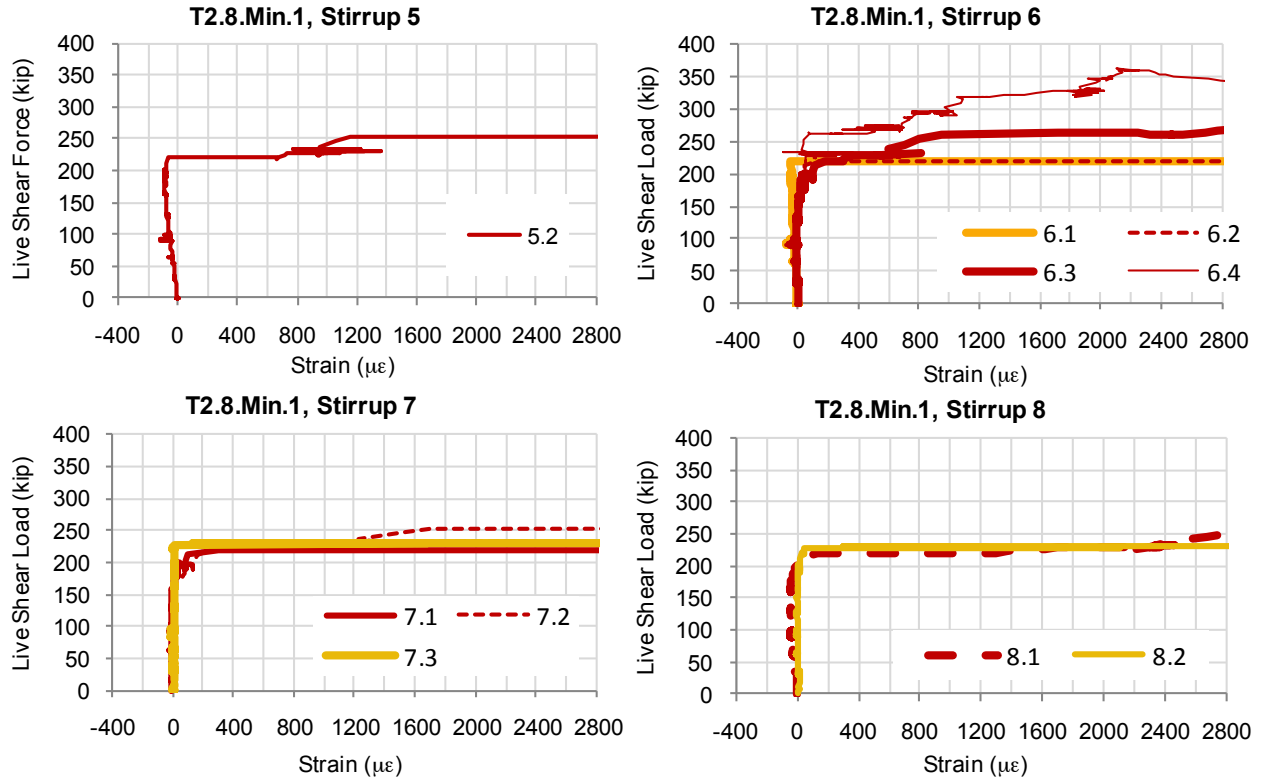 T2.8.Min.1, Stirrup 5
400
350
300
250
200
150
100
50
0
Live Shear Force (kip)
5.2
-400 0 400 800 1200 1600 2000 2400 2800
Strain (με)
T2.8.Min.1, Stirrup 6
400
350
300
250
200
150
100
50
0
Live Shear Load (kip)
6.1 6.2
6.3 6.4
-400 0 400 800 1200 1600 2000 2400 2800
Strain (με)
T2.8.Min.1, Stirrup 7
400
350
300
250
200
150
100
50
0
Live Shear Load (kip)
7.1 7.2
7.3
-400 0 400 800 1200 1600 2000 2400 2800
Strain (με)
T2.8.Min.1, Stirrup 8
400
350
300
250
200
150
100
50
0
Live Shear Load (kip)
8.1 8.2
-400 0 400 800 1200 1600 2000 2400 2800
Strain (με)